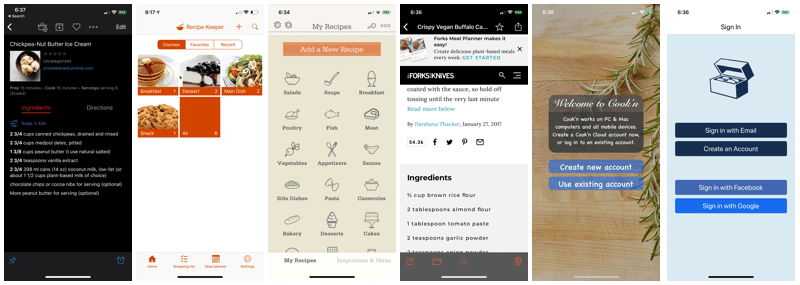 6:37
Search
Edit
Chickpea-Nut Butter Ice Cream
Uncategorized
Prep 15 minutes • Cook 15 minutes • Servings 6
(Scaled)
Ingredients
Directions
Scale: 2 3/4x
2 3/4 cups canned chickpeas, drained and rinsed
2 3/4 cups medjool dates, pitted
1 3/8 cups peanut butter (I use natural salted)
2 3/4 teaspoons vanilla extract
2 3/4 398 ml cans (14 oz) coconut milk, low-fat (or
about 1 1/2 cups plant-based milk of choice)
chocolate chips or cocoa nibs for serving (optional)
More peanut butter for serving (optional)
9:17
Recipe Keeper
Courses
Favorites
Recent
Breakfast 1
Dessert 2
Main Dish 3
Snack 1
All 6
Home
Shopping list
Meal planner
Settings
6:34
My Recipes
Add a New Recipe
Salads
Soups
Breakfast
Poultry
Fish
Meat
Vegetables
Appetizers
Sauces
Side Dishes
Pasta
Casseroles
Bakery
Desserts
Cakes
My Recipes
Inspiration & Ideas
6:36
Crispy Vegan Buffalo Ca...
Forks Meal Planner makes it
easy!
Create delicious plant-based meals
every week. GET STARTED
FORKS OVER KNIVES
coated with the sauce, so hold off
tossing until the very last minute
Read more below
By Darshana Thacker, January 27, 2017
54.3k
Ingredients
¾ cup brown rice flour
2 tablespoons almond flour
1 tablespoon tomato paste
2 teaspoons garlic powder
2 teaspoons onion powder
6:36
Welcome to Cook'n
Cook'n works on PC & Mac
computers and all mobile devices.
Create a Cook'n Cloud account now,
or log in to an existing account.
Create new account
Use existing account
6:36
Sign In
Sign in with Email
Create an Account
Sign in with Facebook
Sign in with Google